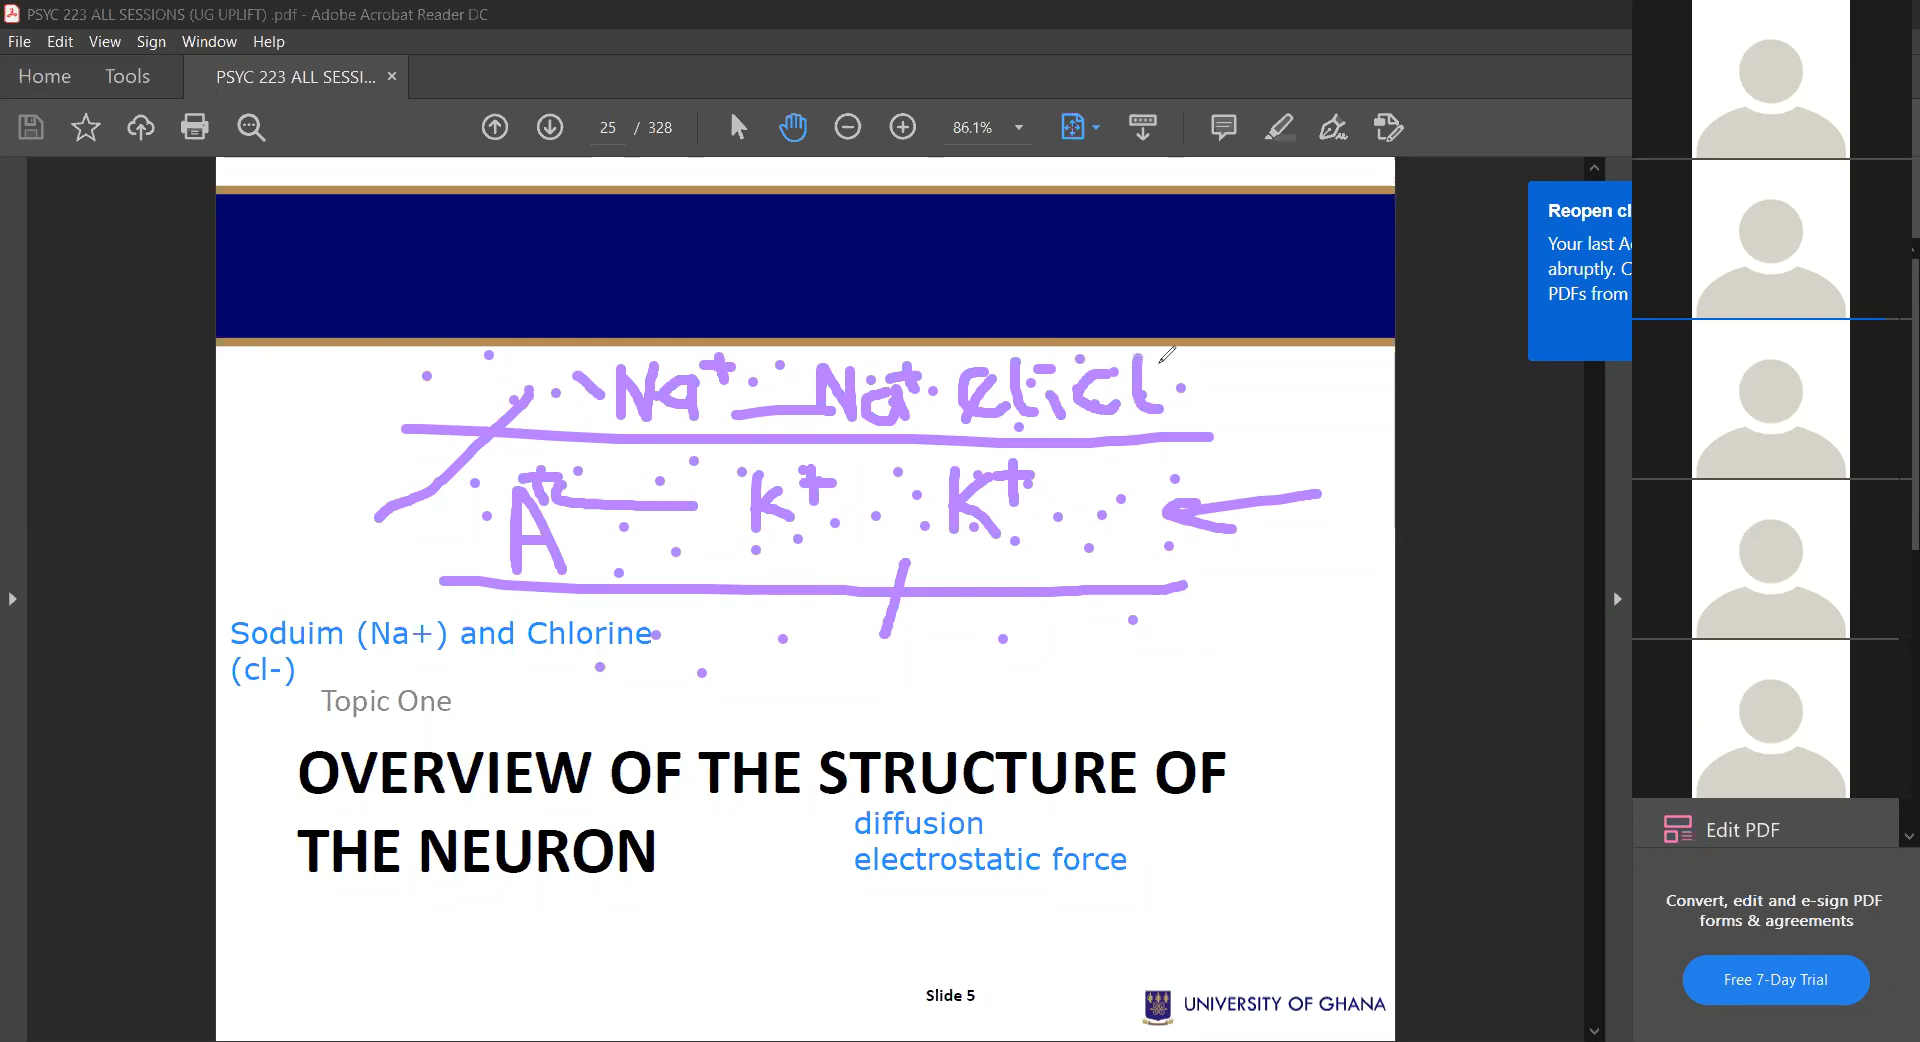 PSYC 223 ALL SESSIONS (UG UPLIFT) .pdf - Adobe Acrobat Reader DC
File Edit View Sign Window Help
Home Tools PSYC 223 ALL SESSI... ×
25 / 328 86.1%
Reopen cl
Your last A
abruptly. C
PDFs from
Na+ Na+ cl cl
A K+ K+
Soduim (Na+) and Chlorine
(cl-)
Topic One
OVERVIEW OF THE STRUCTURE OF
THE NEURON
diffusion
electrostatic force
Slide 5
UNIVERSITY OF GHANA
Edit PDF
Convert, edit and e-sign PDF
forms & agreements
Free 7-Day Trial